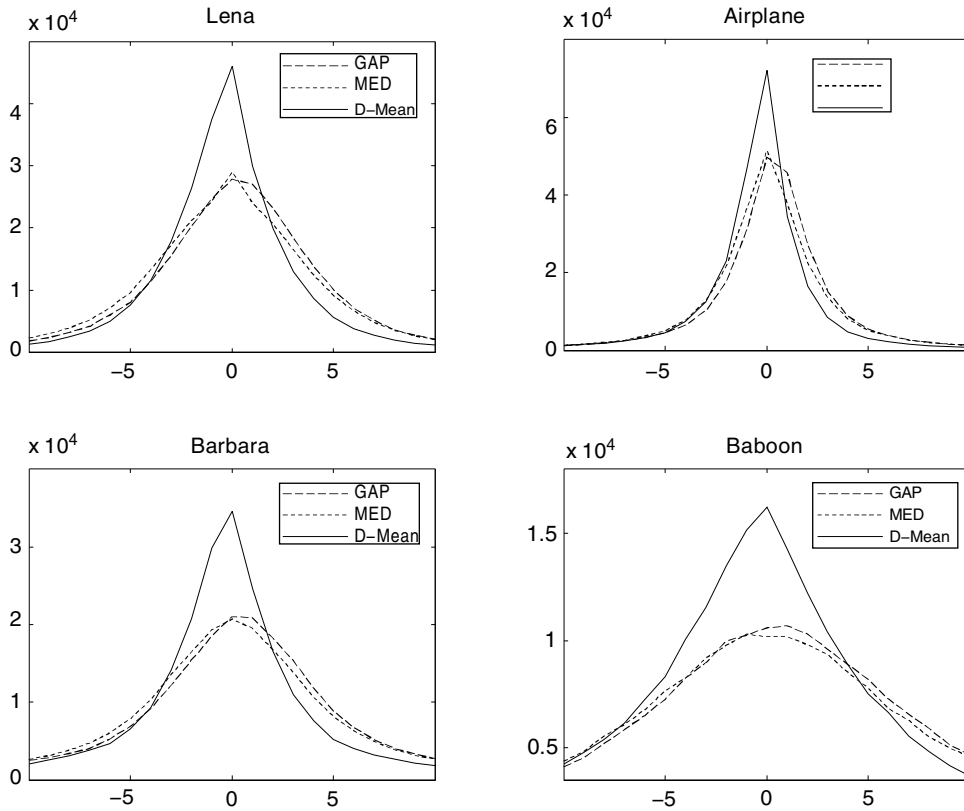 Lena
x 10^4
GAP
MED
D−Mean
4
3
2
1
0
−5 0 5
Airplane
x 10^4
6
4
2
0
−5 0 5
Barbara
x 10^4
GAP
MED
D−Mean
3
2
1
0
−5 0 5
Baboon
x 10^4
GAP
MED
D−Mean
1.5
1
0.5
−5 0 5